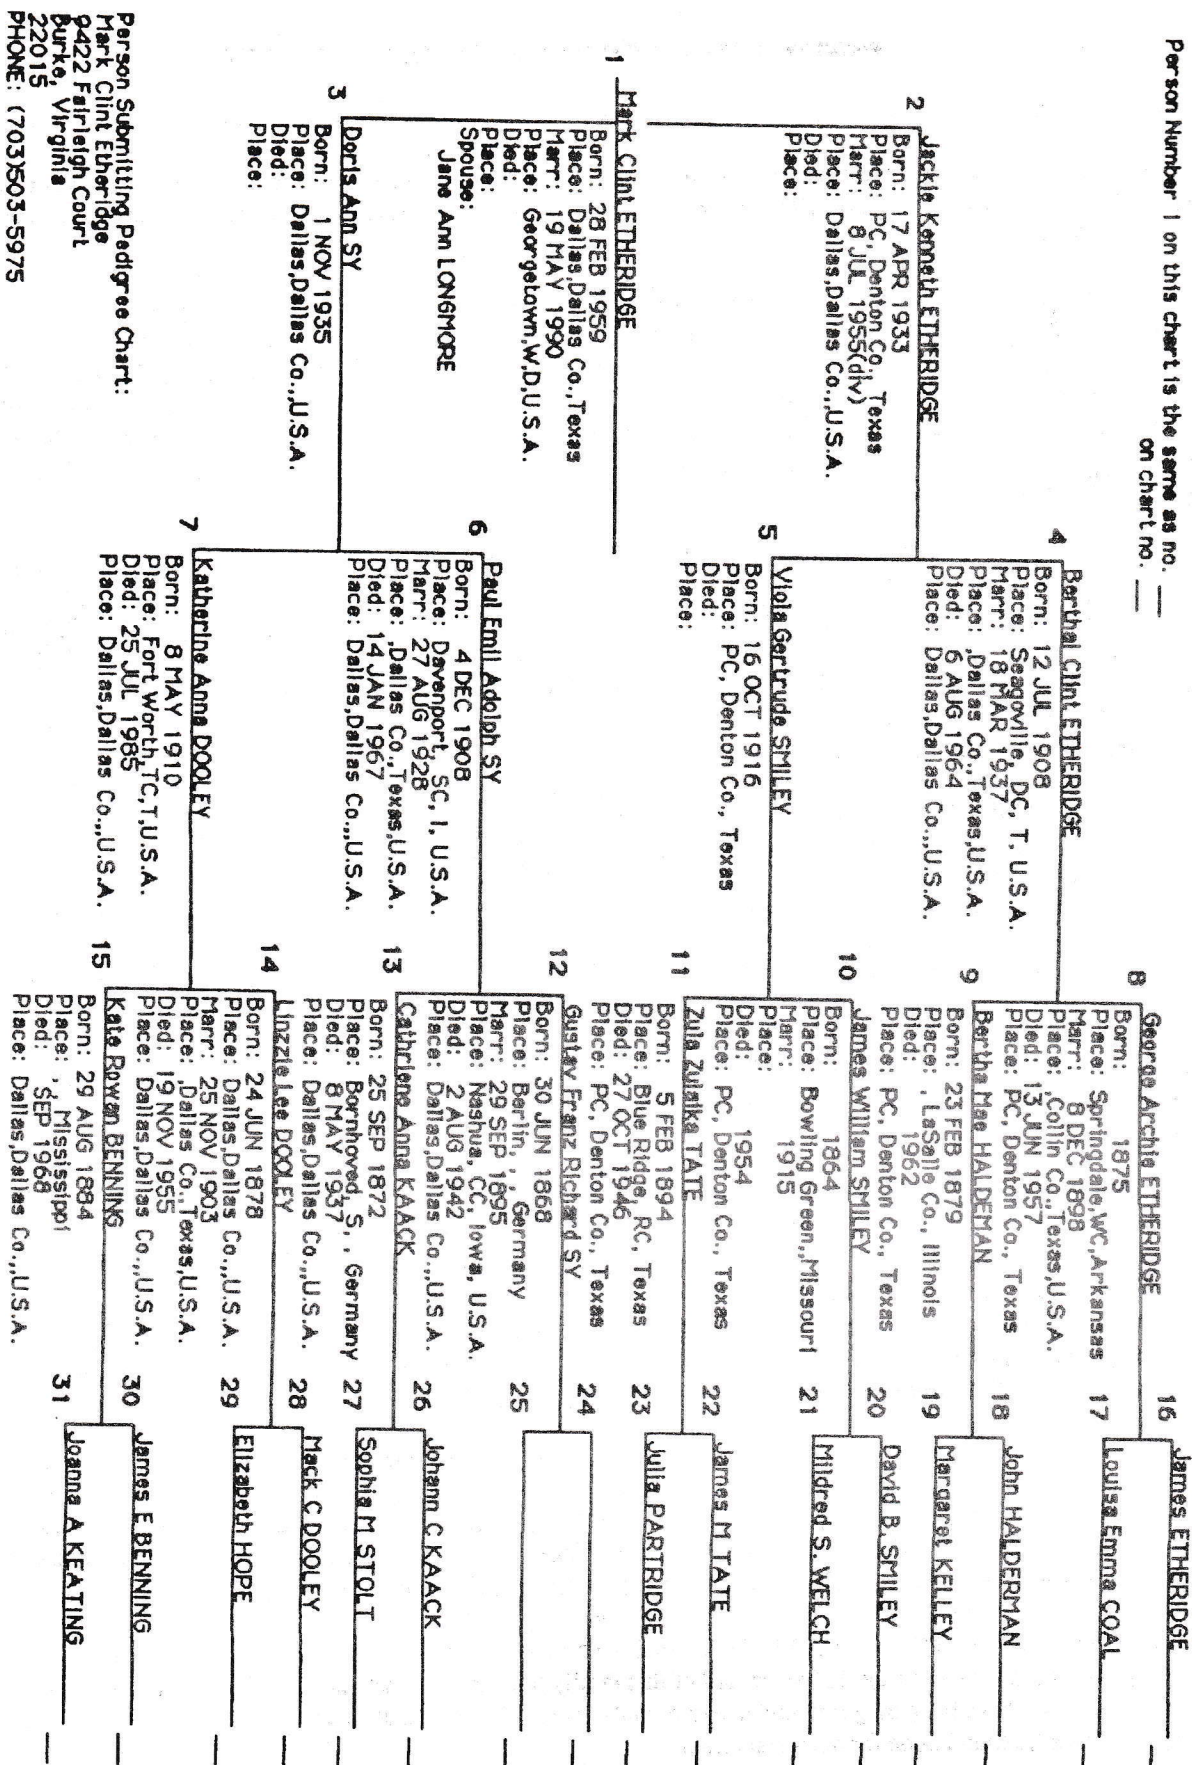 Person Number 1 on this chart is the same as no. ___
on chart no. ___
1
Mark Clint ETHERIDGE
Born: 28 FEB 1959
Place: Dallas,Dallas Co.,Texas
Marr: 19 MAY 1990
Place: Georgetown,W,D,U.S.A.
Died:
Place:
Spouse:
Jane Ann LONGMORE
2
Jackie Kenneth ETHERIDGE
Born: 17 APR 1933
Place: PC, Denton Co., Texas
Marr: 8 JUL 1955(div)
Place: Dallas,Dallas Co.,,U.S.A.
Died:
Place:
3
Doris Ann SY
Born: 1 NOV 1935
Place: Dallas,Dallas Co.,,U.S.A.
Died:
Place:
Person Submitting Pedigree Chart:
Mark Clint Etheridge
9422 Fairleigh Court
Burke, Virginia
22015
PHONE: (703)503-5975
4
Berthal Clint ETHERIDGE
Born: 12 JUL 1908
Place: Seagoville, DC, T. U.S.A.
Marr: 18 MAR 1937
Place: ,Dallas Co.,Texas,U.S.A.
Died: 6 AUG 1964
Place: Dallas,Dallas Co.,,U.S.A.
5
Viola Gertrude SMILEY
Born: 16 OCT 1916
Place: PC, Denton Co., Texas
Died:
Place:
6
Paul Emil Adolph SY
Born: 4 DEC 1908
Place: Davenport, SC, I, U.S.A.
Marr: 27 AUG 1928
Place: ,Dallas Co.,Texas,U.S.A.
Died: 14 JAN 1967
Place: Dallas,Dallas Co.,,U.S.A.
7
Katherine Anna DOOLEY
Born: 8 MAY 1910
Place: Fort Worth,TC,T,U.S.A.
Died: 25 JUL 1985
Place: Dallas,Dallas Co.,,U.S.A.
8
George Archie ETHERIDGE
Born: 1875
Place: Springdale,WC,Arkansas
Marr: 8 DEC 1898
Place: ,Collin Co.,Texas,U.S.A.
Died: 13 JUN 1957
Place: PC, Denton Co., Texas
9
Bertha Mae HALDEMAN
Born: 23 FEB 1879
Place: , LaSalle Co., Illinois
Died: 1962
Place: PC, Denton Co., Texas
10
James William SMILEY
Born: 1864
Place: Bowling Green,,Missouri
Marr: 1915
Place:
Died: 1954
Place: PC, Denton Co., Texas
11
Zula Zulaika TATE
Born: 5 FEB 1894
Place: Blue Ridge, RC, Texas
Died: 27 OCT 1946
Place: PC, Denton Co., Texas
12
Gustav Franz Richard SY
Born: 30 JUN 1868
Place: Berlin, , , Germany
Marr: 29 SEP 1895
Place: Nashua, CC, Iowa, U.S.A.
Died: 2 AUG 1942
Place: Dallas,Dallas Co.,,U.S.A.
13
Cathriene Anna KAACK
Born: 25 SEP 1872
Place: Bornhoved, S, , Germany
Died: 8 MAY 1937
Place: Dallas,Dallas Co.,,U.S.A.
14
Linzzie Lee DOOLEY
Born: 24 JUN 1878
Place: Dallas,Dallas Co.,,U.S.A.
Marr: 25 NOV 1903
Place: ,Dallas Co.,Texas,U.S.A.
Died: 19 NOV 1955
Place: Dallas,Dallas Co.,,U.S.A.
15
Kate Rowan BENNING
Born: 29 AUG 1884
Place: , , Mississippi
Died: SEP 1968
Place: Dallas,Dallas Co.,,U.S.A.
16
James ETHERIDGE
17
Louisa Emma COAL
18
John HALDERMAN
19
Margaret KELLEY
20
David B. SMILEY
21
Mildred S. WELCH
22
James M TATE
23
Julia PARTRIDGE
24
25
26
Johann C KAACK
27
Sophia M STOLT
28
Mack C DOOLEY
29
Elizabeth HOPE
30
James E BENNING
31
Joanna A KEATING